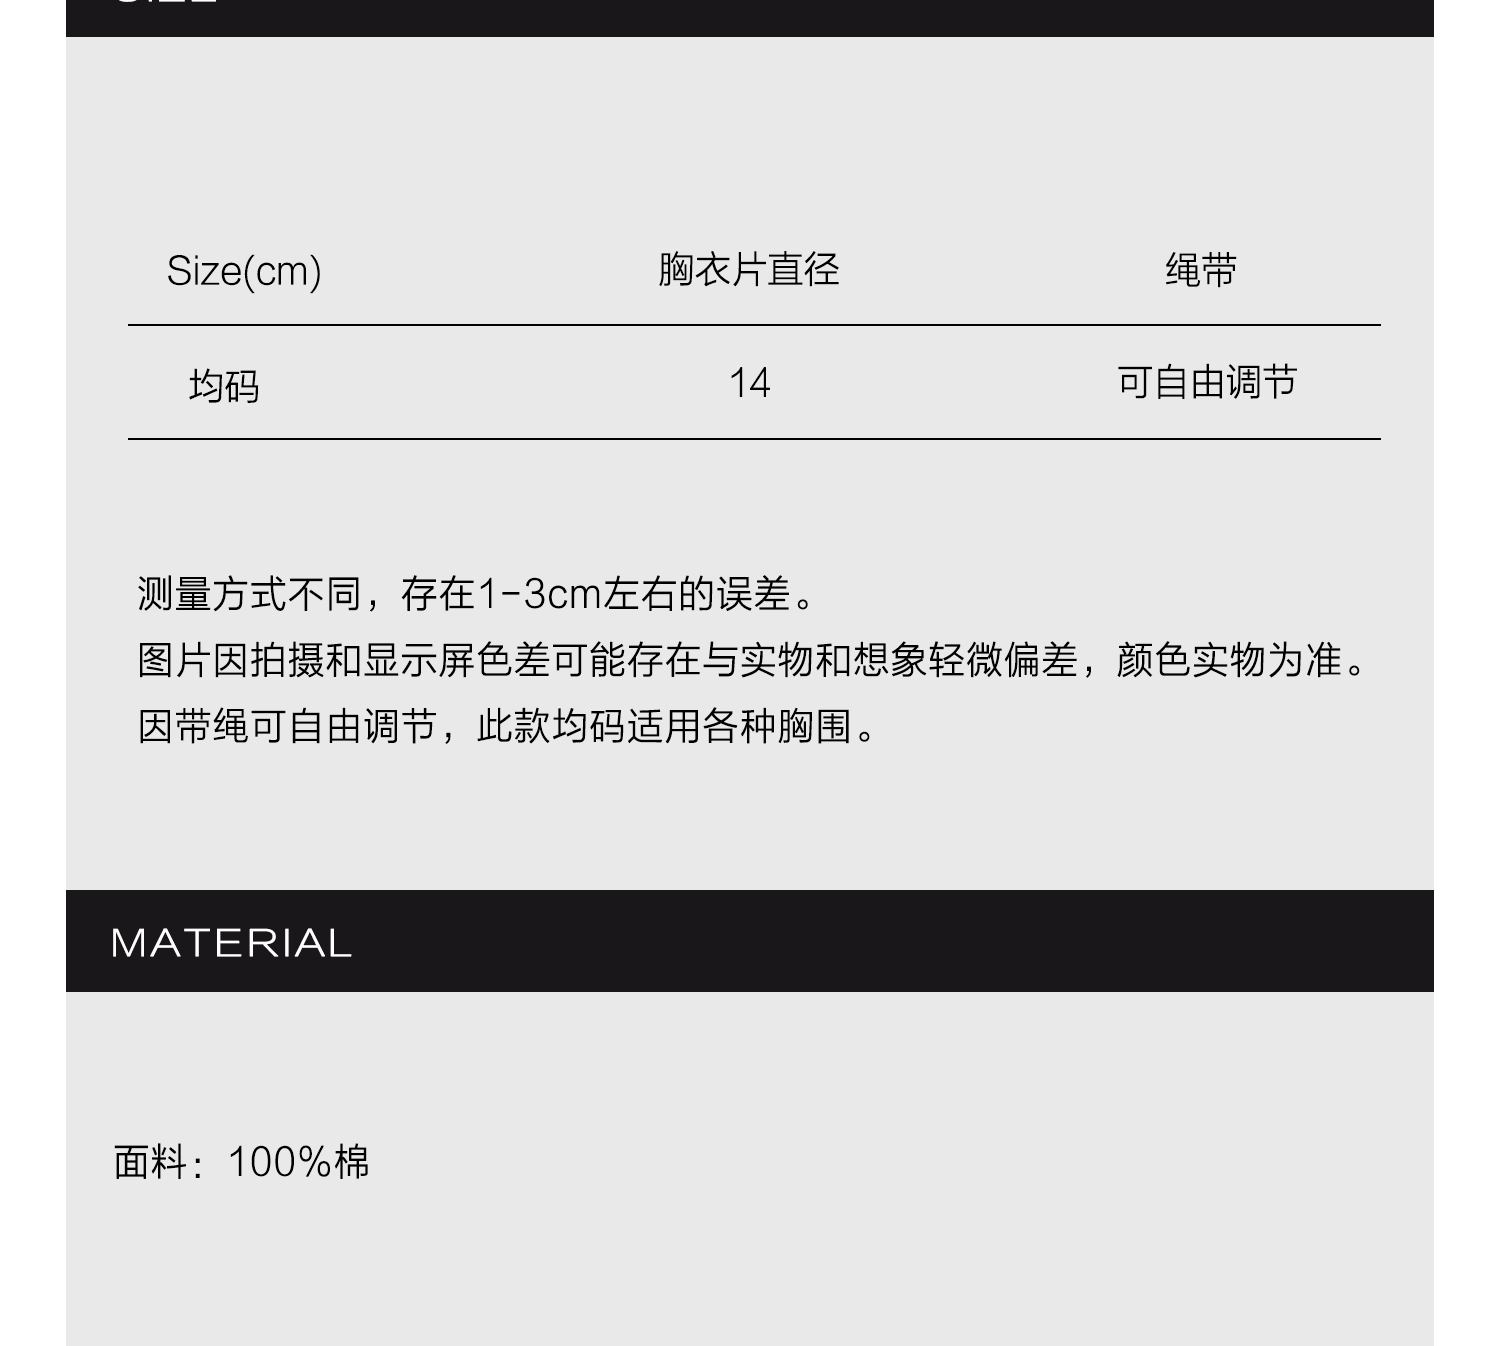 Size(cm) 胸衣片直径 绳带
均码 14 可自由调节
测量方式不同，存在1-3cm左右的误差。
图片因拍摄和显示屏色差可能存在与实物和想象轻微偏差，颜色实物为准。
因带绳可自由调节，此款均码适用各种胸围。
MATERIAL
面料：100%棉